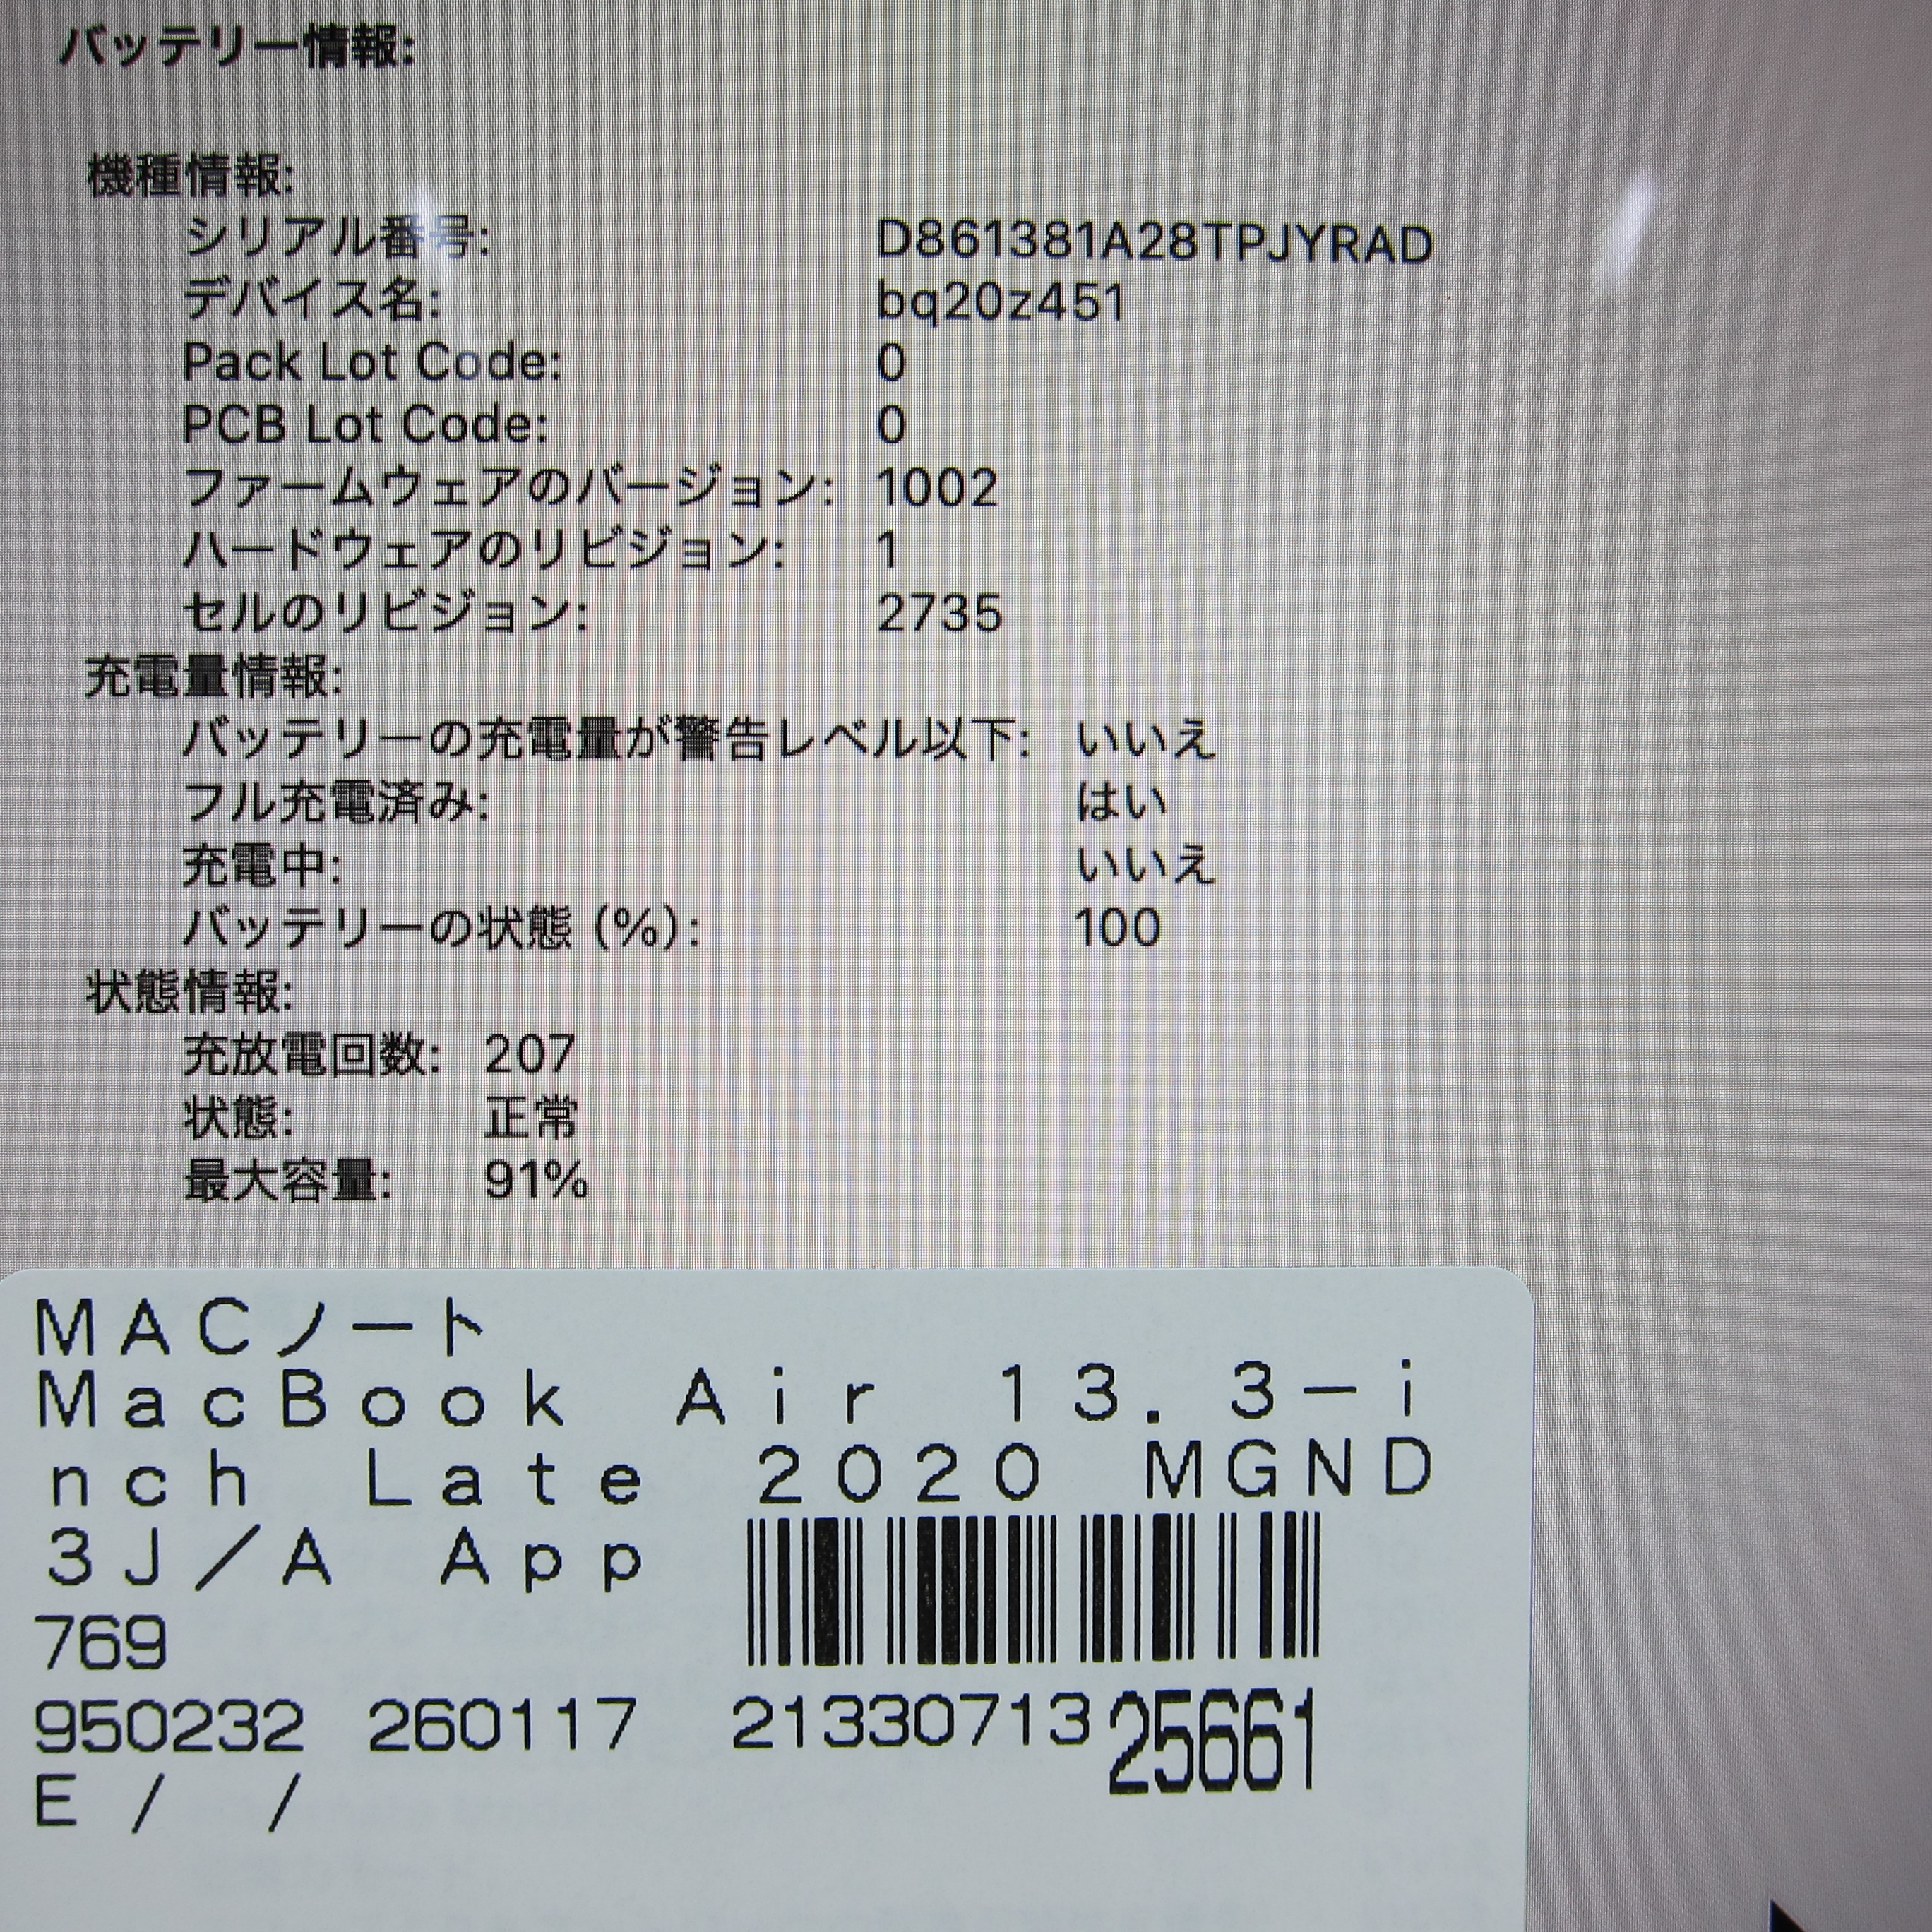 バッテリー情報:
機種情報:
シリアル番号: D861381A28TPJYRAD
デバイス名: bq20z451
Pack Lot Code: 0
PCB Lot Code: 0
ファームウェアのバージョン: 1002
ハードウェアのリビジョン: 1
セルのリビジョン: 2735
充電量情報:
バッテリーの充電量が警告レベル以下: いいえ
フル充電済み: はい
充電中: いいえ
バッテリーの状態 (%): 100
状態情報:
充放電回数: 207
状態: 正常
最大容量: 91%
MACノート
MacBook Air 13.3-i
nch Late 2020 MGND
3J/A App
769
950232 260117 2133071325661
E / /